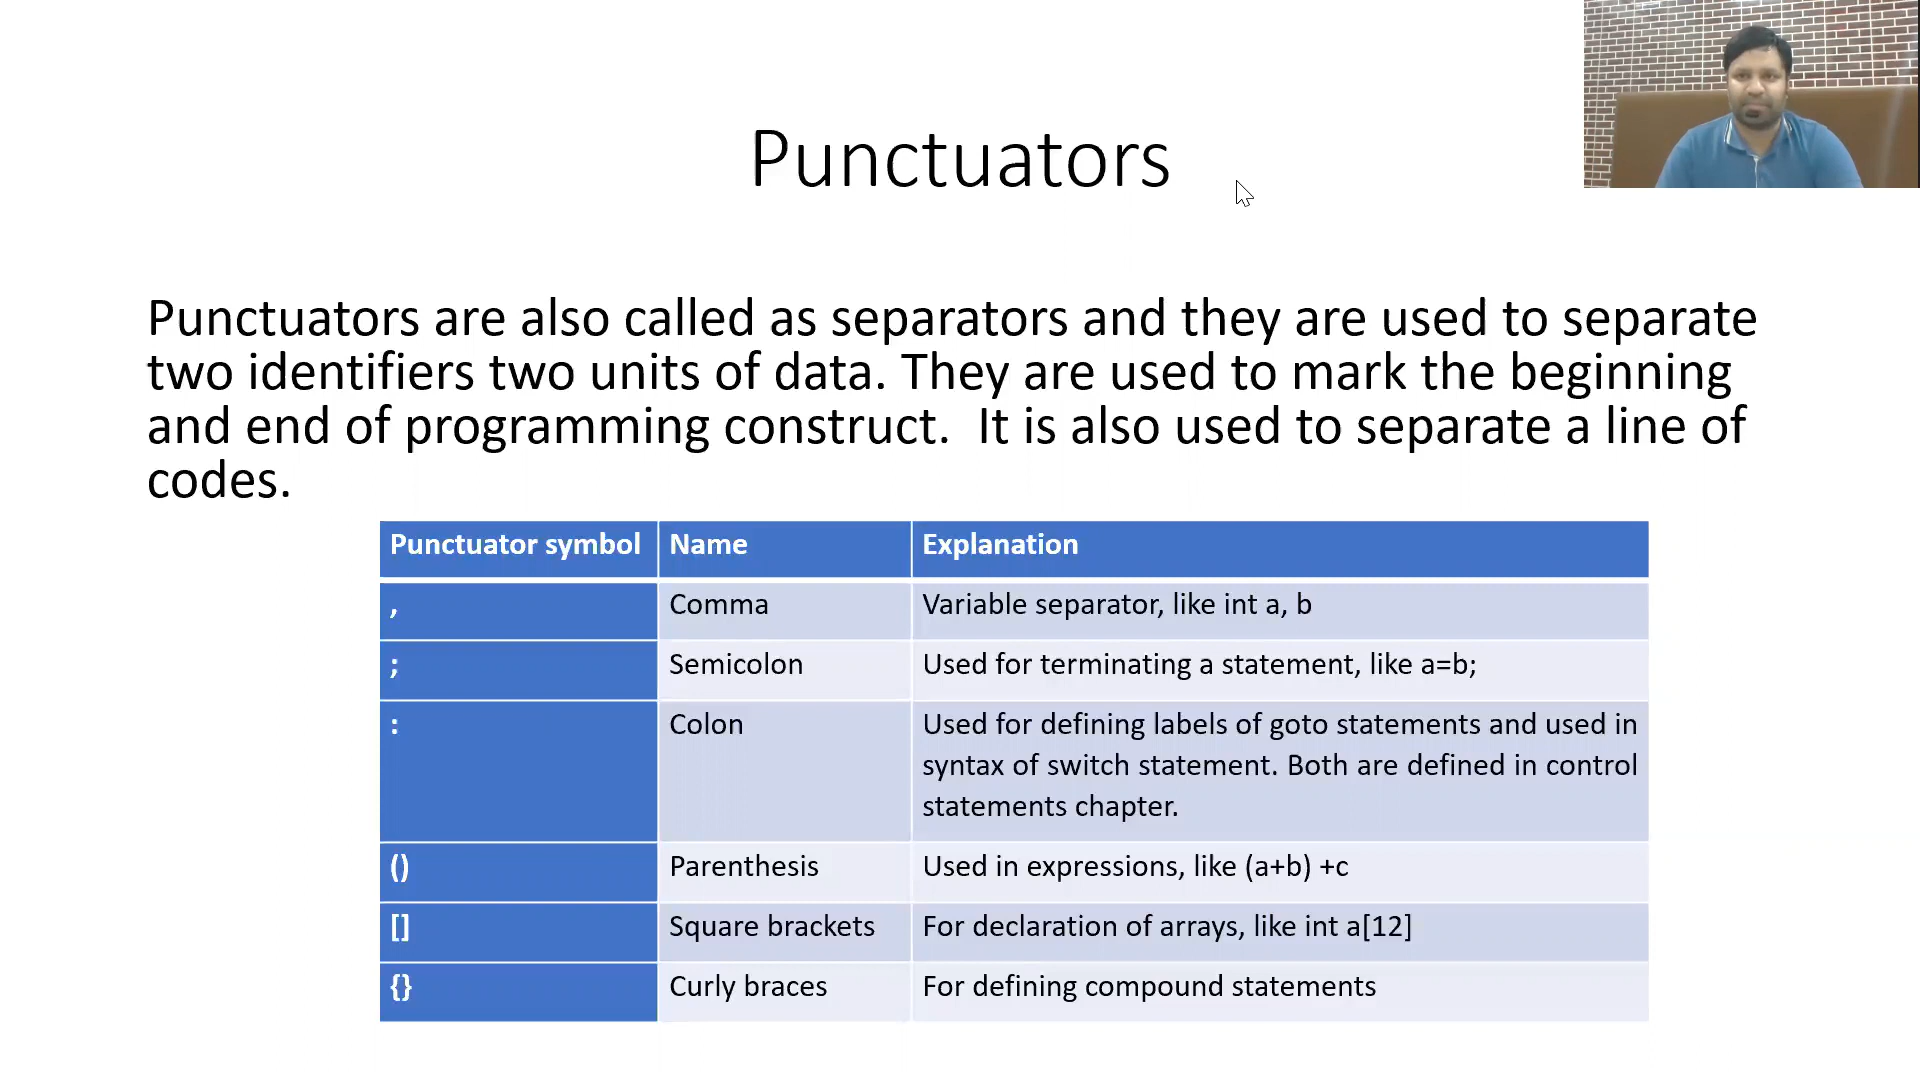 Punctuators
Punctuators are also called as separators and they are used to separate
two identifiers two units of data. They are used to mark the beginning
and end of programming construct.  It is also used to separate a line of
codes.
Punctuator symbol Name Explanation
, Comma Variable separator, like int a, b
; Semicolon Used for terminating a statement, like a=b;
: Colon Used for defining labels of goto statements and used in
syntax of switch statement. Both are defined in control
statements chapter.
() Parenthesis Used in expressions, like (a+b) +c
[] Square brackets For declaration of arrays, like int a[12]
{} Curly braces For defining compound statements